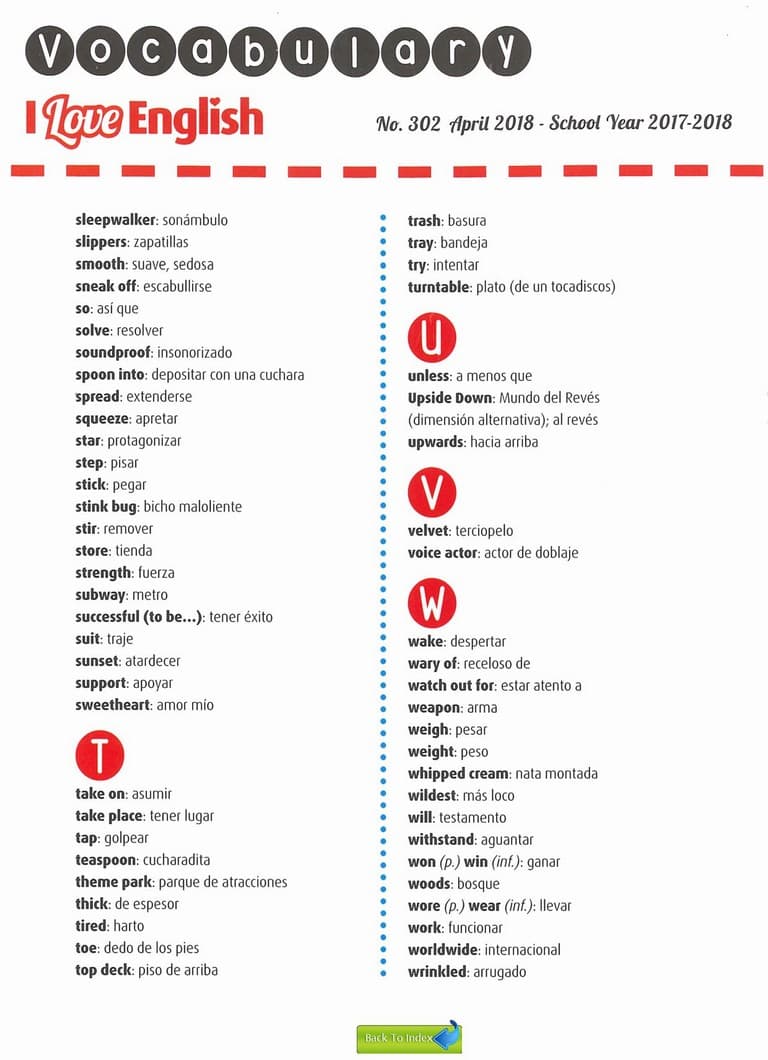 Vocabulary
I Love English
No. 302 April 2018 - School Year 2017-2018
sleepwalker: sonámbulo
slippers: zapatillas
smooth: suave, sedosa
sneak off: escabullirse
so: así que
solve: resolver
soundproof: insonorizado
spoon into: depositar con una cuchara
spread: extenderse
squeeze: apretar
star: protagonizar
step: pisar
stick: pegar
stink bug: bicho maloliente
stir: remover
store: tienda
strength: fuerza
subway: metro
successful (to be...): tener éxito
suit: traje
sunset: atardecer
support: apoyar
sweetheart: amor mío
T
take on: asumir
take place: tener lugar
tap: golpear
teaspoon: cucharadita
theme park: parque de atracciones
thick: de espesor
tired: harto
toe: dedo de los pies
top deck: piso de arriba
trash: basura
tray: bandeja
try: intentar
turntable: plato (de un tocadiscos)
U
unless: a menos que
Upside Down: Mundo del Revés
(dimensión alternativa); al revés
upwards: hacia arriba
V
velvet: terciopelo
voice actor: actor de doblaje
W
wake: despertar
wary of: receloso de
watch out for: estar atento a
weapon: arma
weigh: pesar
weight: peso
whipped cream: nata montada
wildest: más loco
will: testamento
withstand: aguantar
won (p.) win (inf.): ganar
woods: bosque
wore (p.) wear (inf.): llevar
work: funcionar
worldwide: internacional
wrinkled: arrugado
Back To Index